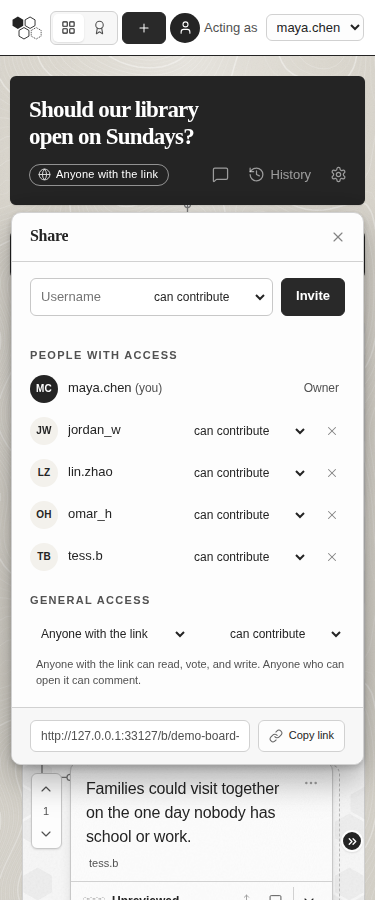 Acting as maya.chen
Should our library
open on Sundays?
Anyone with the link
History
Share
Username can contribute Invite
PEOPLE WITH ACCESS
MC maya.chen (you) Owner
JW jordan_w can contribute
LZ lin.zhao can contribute
OH omar_h can contribute
TB tess.b can contribute
GENERAL ACCESS
Anyone with the link can contribute
Anyone with the link can read, vote, and write. Anyone who can
open it can comment.
http://127.0.0.1:33127/b/demo-board- Copy link
Families could visit together
1
on the one day nobody has
school or work.
tess.b
Unreviewed